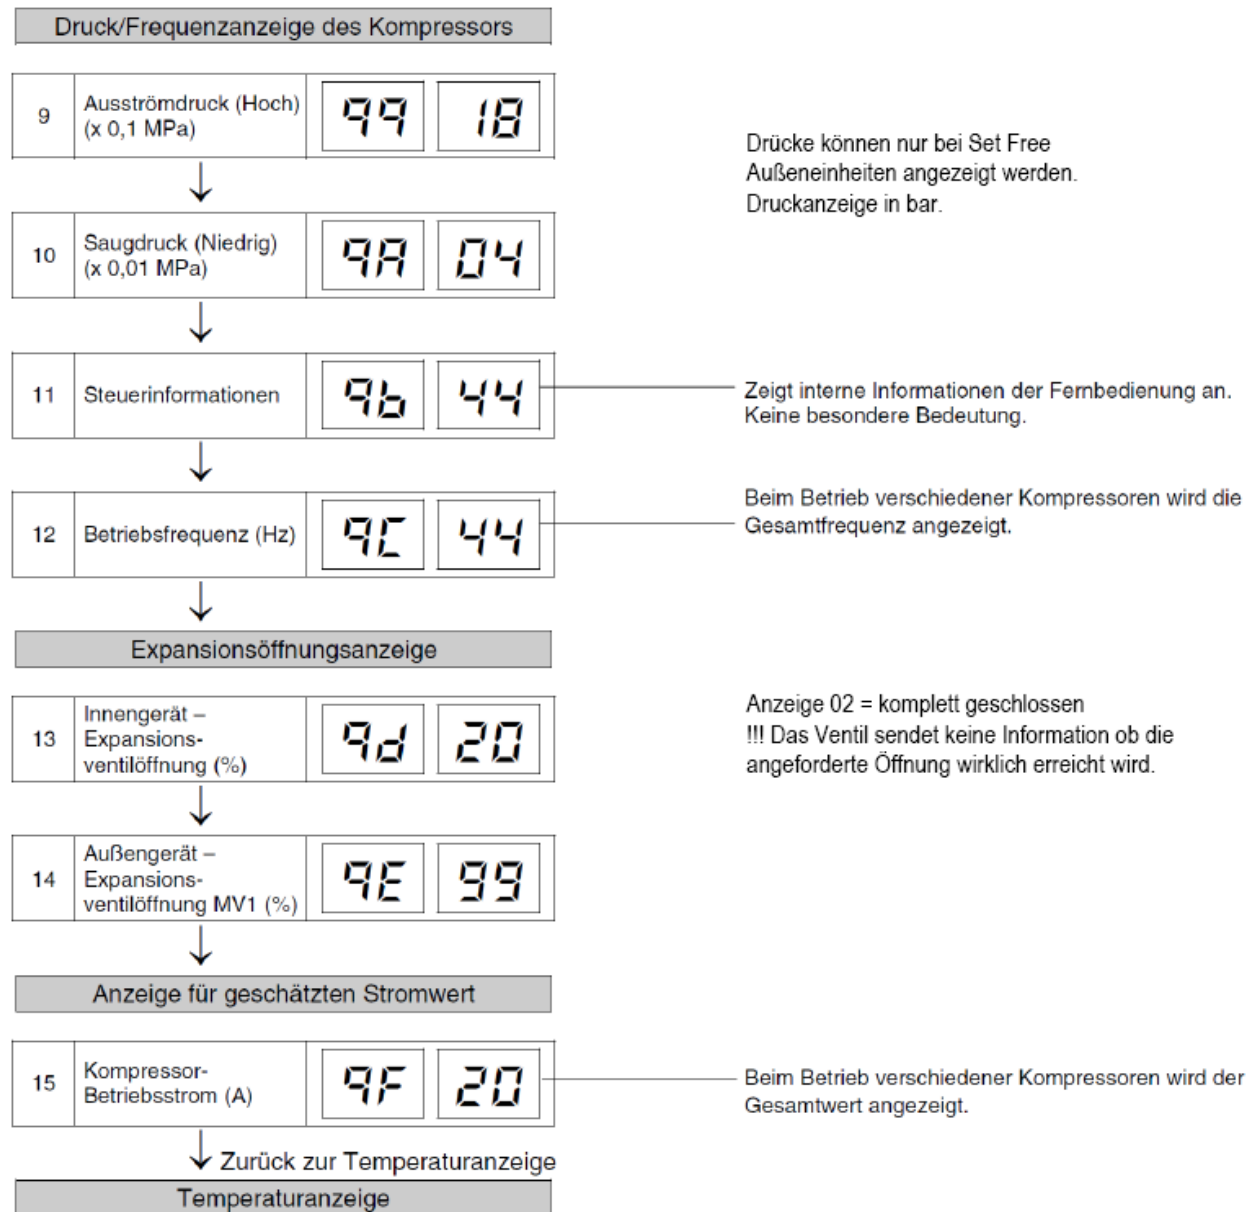 Druck/Frequenzanzeige des Kompressors
9
Ausströmdruck (Hoch)
(x 0,1 MPa)
99 18
Drücke können nur bei Set Free
Außeneinheiten angezeigt werden.
Druckanzeige in bar.
10
Saugdruck (Niedrig)
(x 0,01 MPa)
9A 04
11
Steuerinformationen
9b 44
Zeigt interne Informationen der Fernbedienung an.
Keine besondere Bedeutung.
12
Betriebsfrequenz (Hz)
9C 44
Beim Betrieb verschiedener Kompressoren wird die
Gesamtfrequenz angezeigt.
Expansionsöffnungsanzeige
13
Innengerät –
Expansions-
ventilöffnung (%)
9d 20
Anzeige 02 = komplett geschlossen
!!! Das Ventil sendet keine Information ob die
angeforderte Öffnung wirklich erreicht wird.
14
Außengerät –
Expansions-
ventilöffnung MV1 (%)
9E 99
Anzeige für geschätzten Stromwert
15
Kompressor-
Betriebsstrom (A)
9F 20
Beim Betrieb verschiedener Kompressoren wird der
Gesamtwert angezeigt.
Zurück zur Temperaturanzeige
Temperaturanzeige